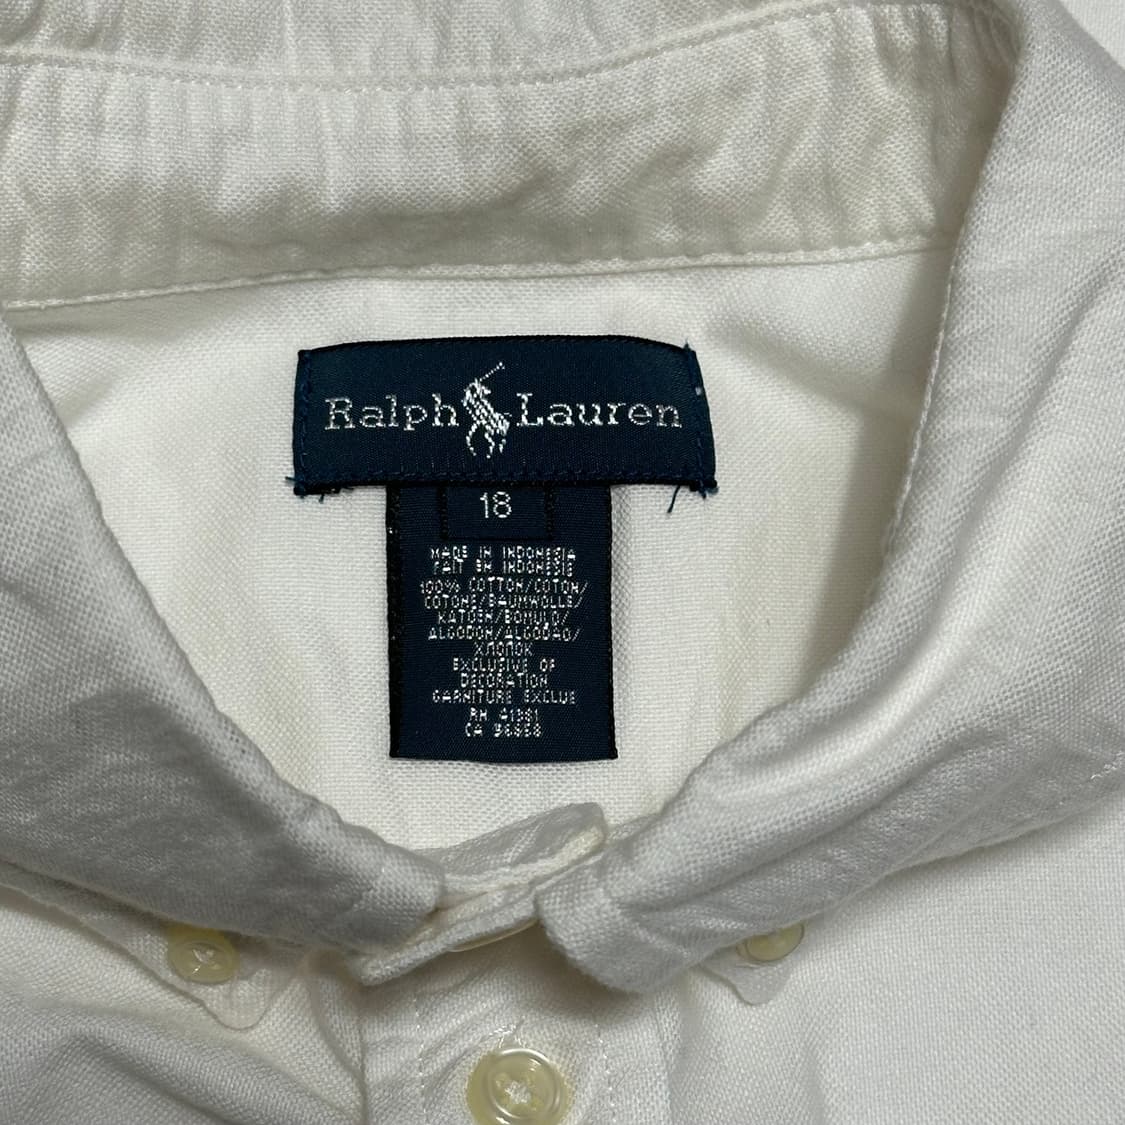 Ralph Lauren
18
MADE IN INDONESIA
FAIT EN INDONESIE
100% COTTON/COTON/
COTONE/BAUMWOLLE/
KATOEN/BOMULD/
ALGODON/ALGODAO/
ХЛОПОК
EXCLUSIVE OF
DECORATION
GARNITURE EXCLUE
RN 41381
CA